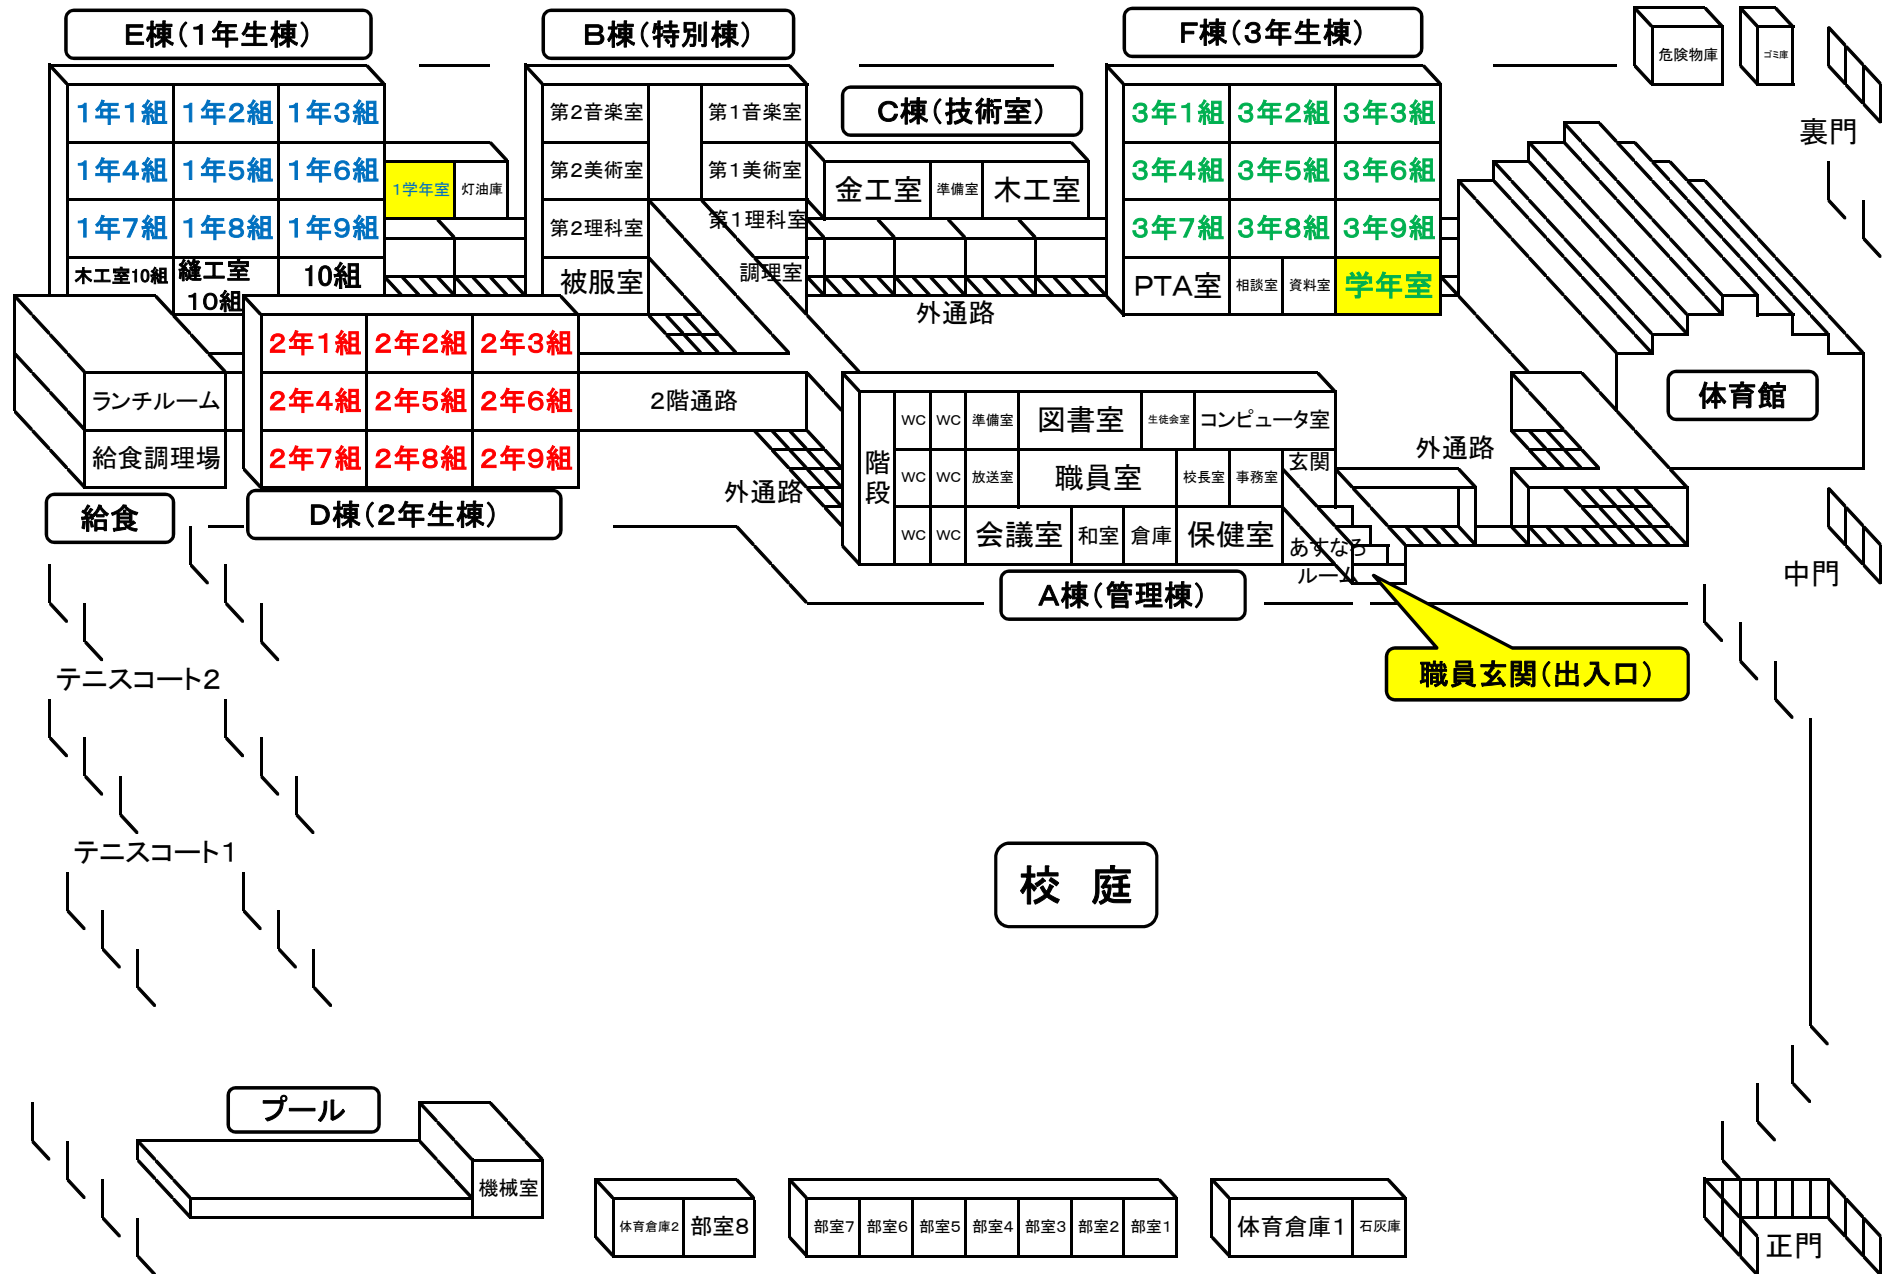 E棟(1年生棟)
B棟(特別棟)
F棟(3年生棟)
危険物庫
ゴミ庫
裏門
1年1組 1年2組 1年3組
1年4組 1年5組 1年6組
1年7組 1年8組 1年9組
木工室10組 縫工室 10組
10組
1学年室 灯油庫
第2音楽室 第1音楽室
第2美術室 第1美術室
第2理科室 第1理科室
被服室 調理室
C棟(技術室)
金工室 準備室 木工室
外通路
3年1組 3年2組 3年3組
3年4組 3年5組 3年6組
3年7組 3年8組 3年9組
PTA室 相談室 資料室 学年室
体育館
ランチルーム
給食調理場
給食
2年1組 2年2組 2年3組
2年4組 2年5組 2年6組
2年7組 2年8組 2年9組
D棟(2年生棟)
2階通路
外通路
階段
WC WC 準備室 図書室 生徒会室 コンピュータ室
WC WC 放送室 職員室 校長室 事務室 玄関
WC WC 会議室 和室 倉庫 保健室 あすなろ
ルーム
A棟(管理棟)
外通路
中門
職員玄関(出入口)
テニスコート2
テニスコート1
校 庭
プール
機械室
体育倉庫2 部室8
部室7 部室6 部室5 部室4 部室3 部室2 部室1
体育倉庫1 石灰庫
正門